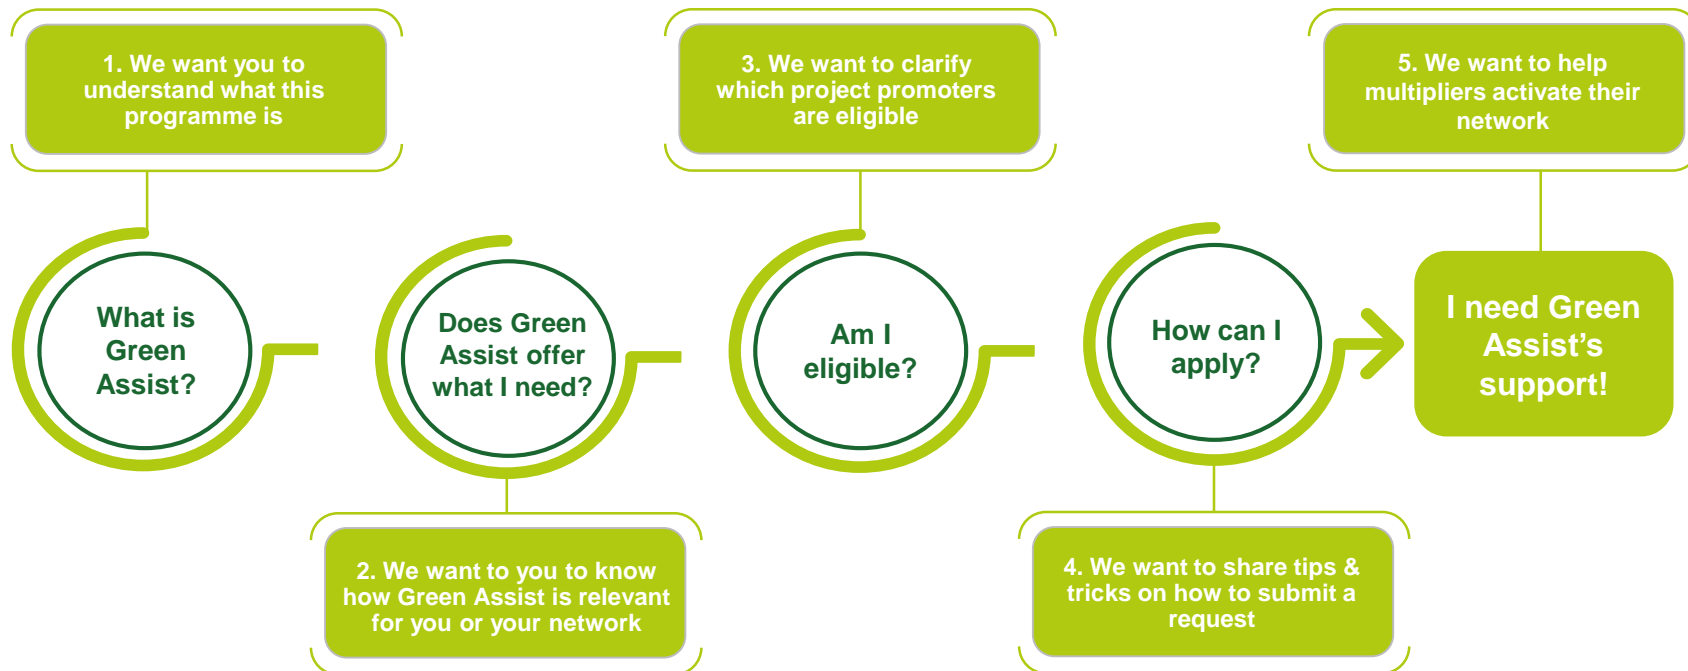 1. We want you to
understand what this
programme is
3. We want to clarify
which project promoters
are eligible
5. We want to help
multipliers activate their
network
What is
Green
Assist?
Does Green
Assist offer
what I need?
Am I
eligible?
How can I
apply?
I need Green
Assist’s
support!
2. We want to you to know
how Green Assist is relevant
for you or your network
4. We want to share tips &
tricks on how to submit a
request